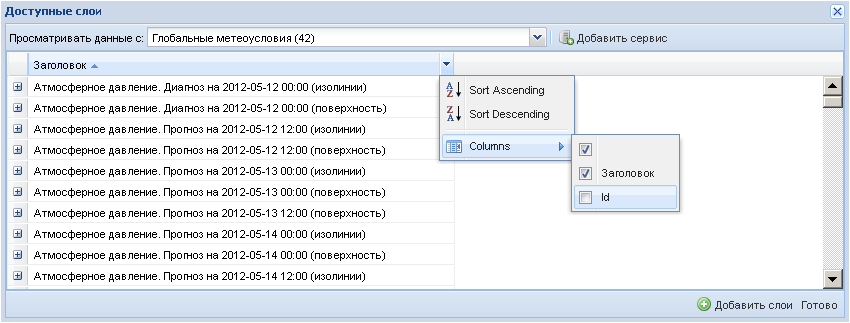 Доступные слои
Просматривать данные с: Глобальные метеоусловия (42) Добавить сервис
Заголовок
Атмосферное давление. Диагноз на 2012-05-12 00:00 (изолинии)
Атмосферное давление. Диагноз на 2012-05-12 00:00 (поверхность)
Атмосферное давление. Прогноз на 2012-05-12 12:00 (изолинии)
Атмосферное давление. Прогноз на 2012-05-12 12:00 (поверхность)
Атмосферное давление. Прогноз на 2012-05-13 00:00 (изолинии)
Атмосферное давление. Прогноз на 2012-05-13 00:00 (поверхность)
Атмосферное давление. Прогноз на 2012-05-13 12:00 (поверхность)
Атмосферное давление. Прогноз на 2012-05-14 00:00 (изолинии)
Атмосферное давление. Прогноз на 2012-05-14 00:00 (поверхность)
Атмосферное давление. Прогноз на 2012-05-14 12:00 (изолинии)
Sort Ascending
Sort Descending
Columns
Заголовок
Id
Добавить слои Готово